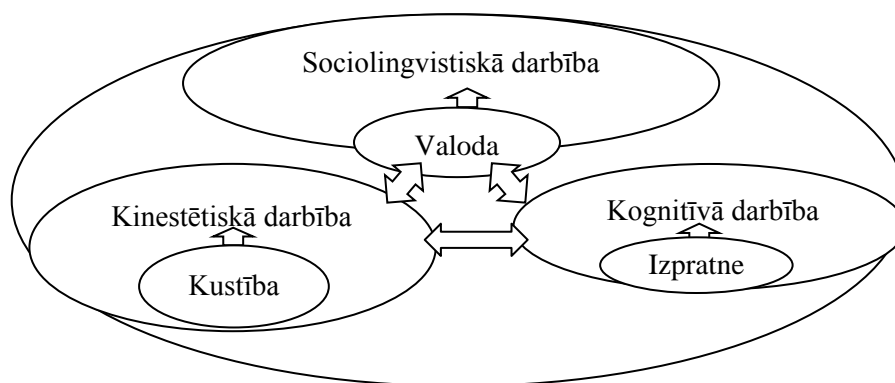 Sociolingvistiskā darbība
Valoda
Kinestētiskā darbība
Kognitīvā darbība
Kustība
Izpratne